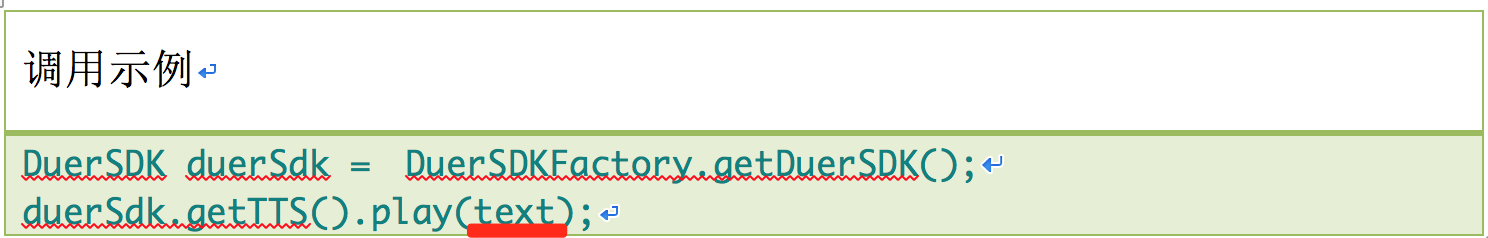 调用示例
DuerSDK duerSdk =  DuerSDKFactory.getDuerSDK();
duerSdk.getTTS().play(text);